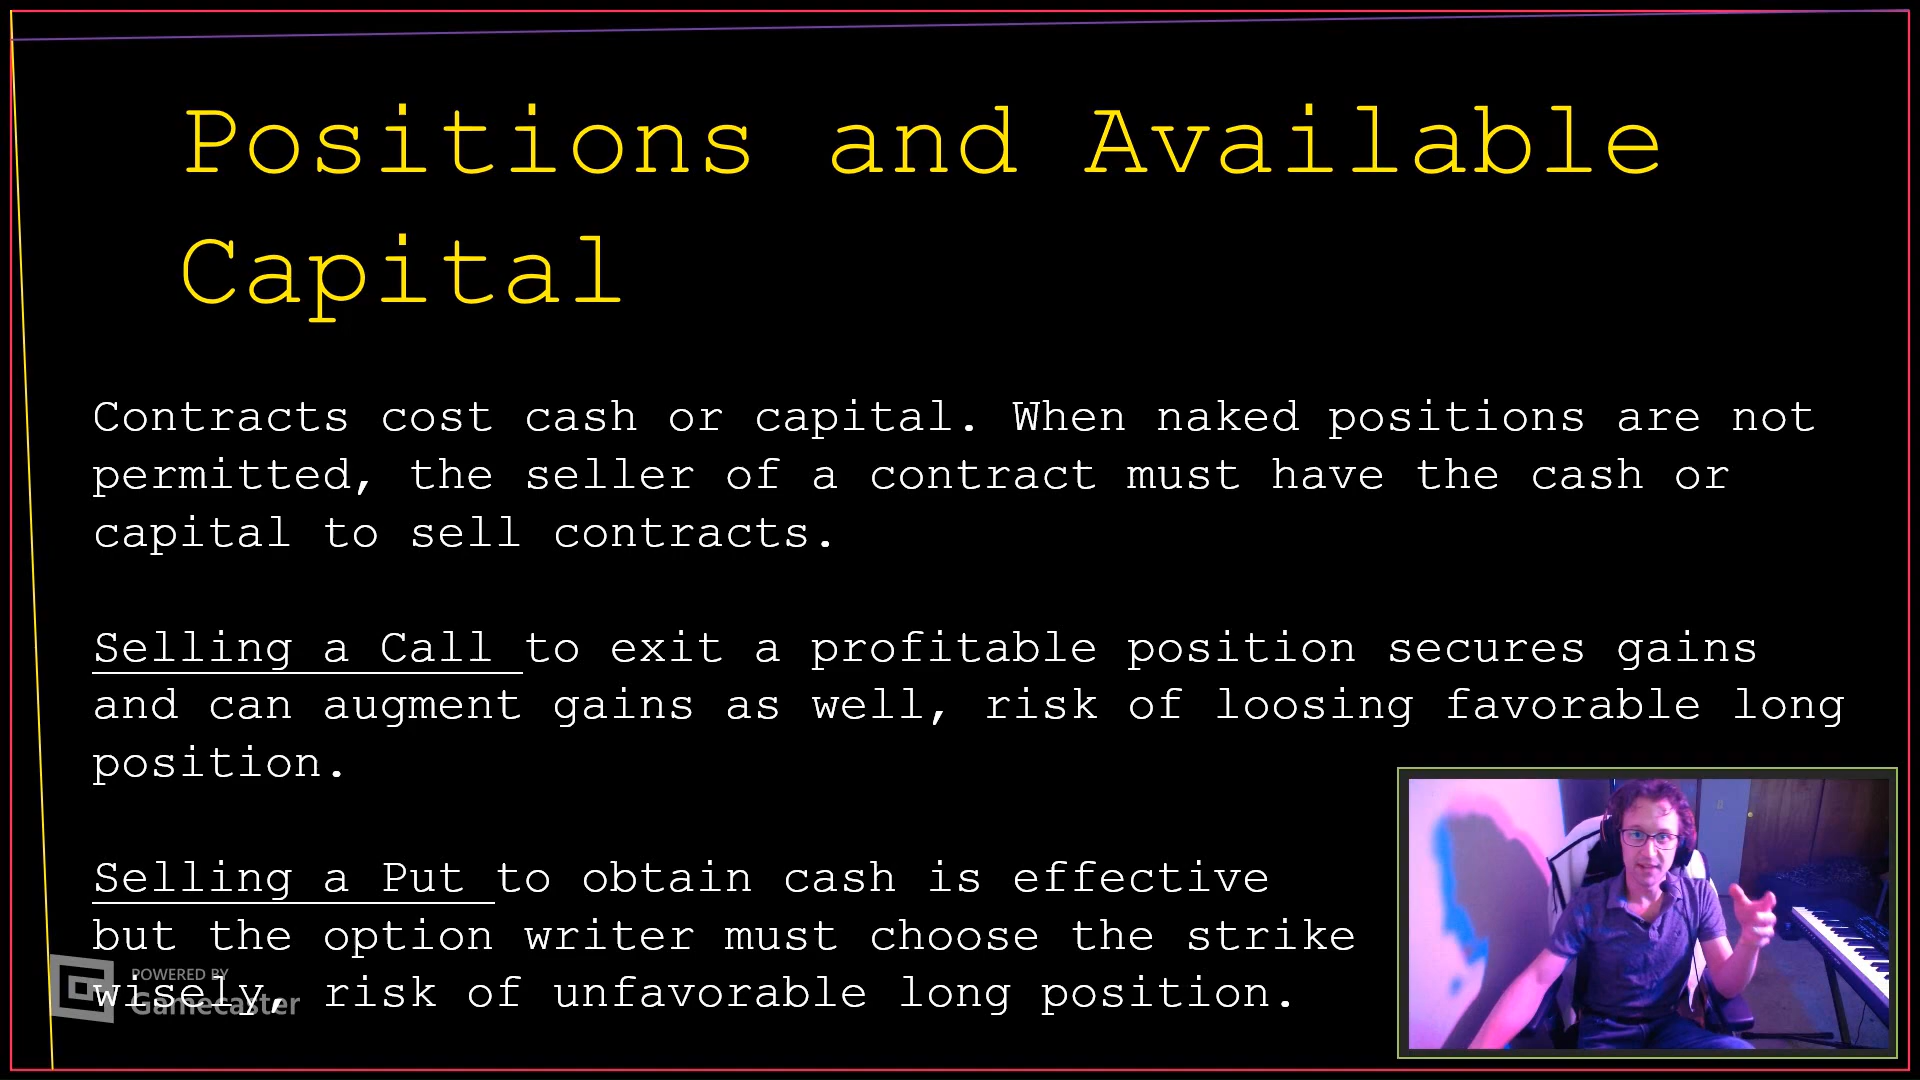 Positions and Available
Capital
Contracts cost cash or capital. When naked positions are not
permitted, the seller of a contract must have the cash or
capital to sell contracts.
Selling a Call to exit a profitable position secures gains
and can augment gains as well, risk of loosing favorable long
position.
Selling a Put to obtain cash is effective
but the option writer must choose the strike
wisely, risk of unfavorable long position.
POWERED BY
Gamecaster